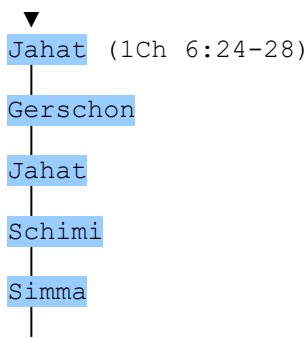 Jahat (1Ch 6:24-28)
Gerschon
Jahat
Schimi
Simma